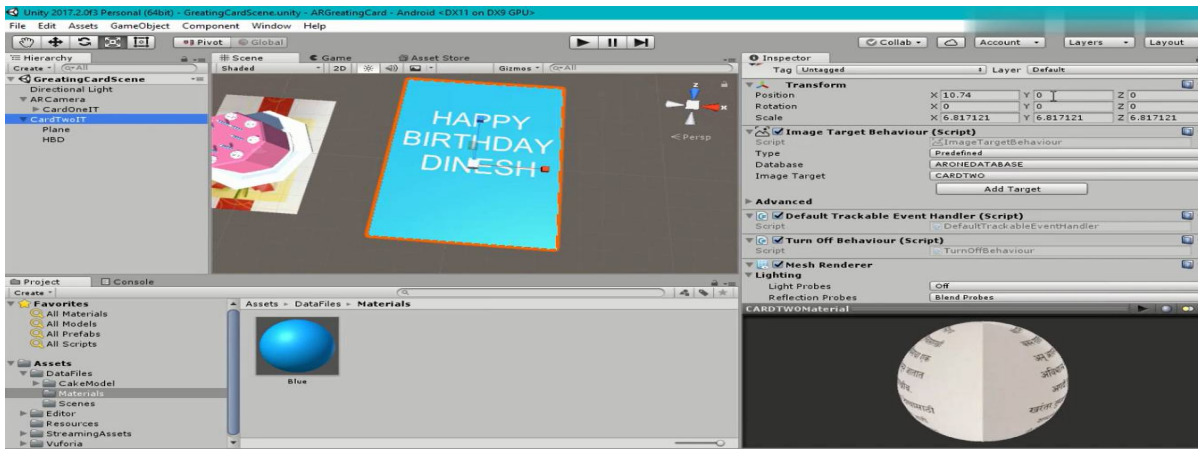 Unity 2017.2.0f3 Personal (64bit) - GreatingCardScene.unity - ARGreatingCard - Android <DX11 on DX9 GPU>
File Edit Assets GameObject Component Window Help
Pivot Global Collab Account Layers Layout
Hierarchy
Create All
GreatingCardScene
Directional Light
ARCamera
CardOneIT
CardTwoIT
Plane
HBD
Scene Game Asset Store
Shaded 2D Gizmos All
z
x
Persp
HAPPY
BIRTHDAY
DINESH
Inspector
Tag Untagged Layer Default
Transform
Position X 10.74 Y 0 Z 0
Rotation X 0 Y 0 Z 0
Scale X 6.817121 Y 6.817121 Z 6.817121
Image Target Behaviour (Script)
Script ImageTargetBehaviour
Type Predefined
Database ARONEDATABASE
Image Target CARDTWO
Add Target
Advanced
Default Trackable Event Handler (Script)
Script DefaultTrackableEventHandler
Turn Off Behaviour (Script)
Script TurnOffBehaviour
Mesh Renderer
Lighting
Light Probes Off
Reflection Probes Blend Probes
CARDTWOMaterial
Project Console
Create
Favorites
All Materials
All Models
All Prefabs
All Scripts
Assets
DataFiles
CakeModel
Materials
Scenes
Editor
Resources
StreamingAssets
Vuforia
Assets DataFiles Materials
Blue